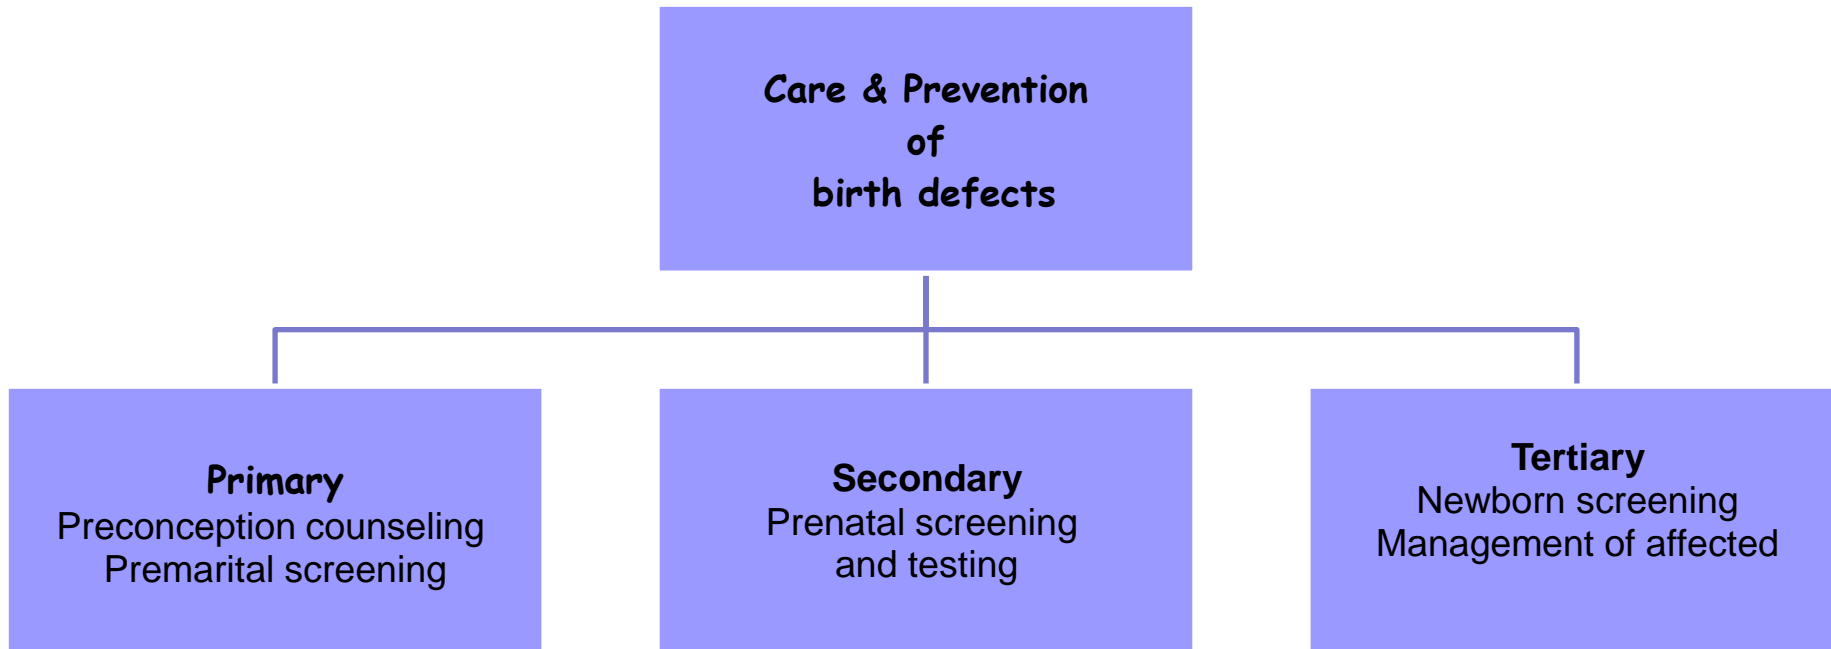 Care & Prevention
of
birth defects
Primary
Preconception counseling
Premarital screening
Secondary
Prenatal screening
and testing
Tertiary
Newborn screening
Management of affected